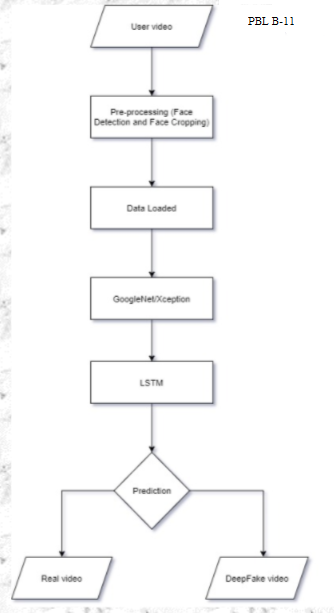 User video
PBL B-11
Pre-processing (Face
Detection and Face Cropping)
Data Loaded
GoogleNet/Xception
LSTM
Prediction
Real video
DeepFake video